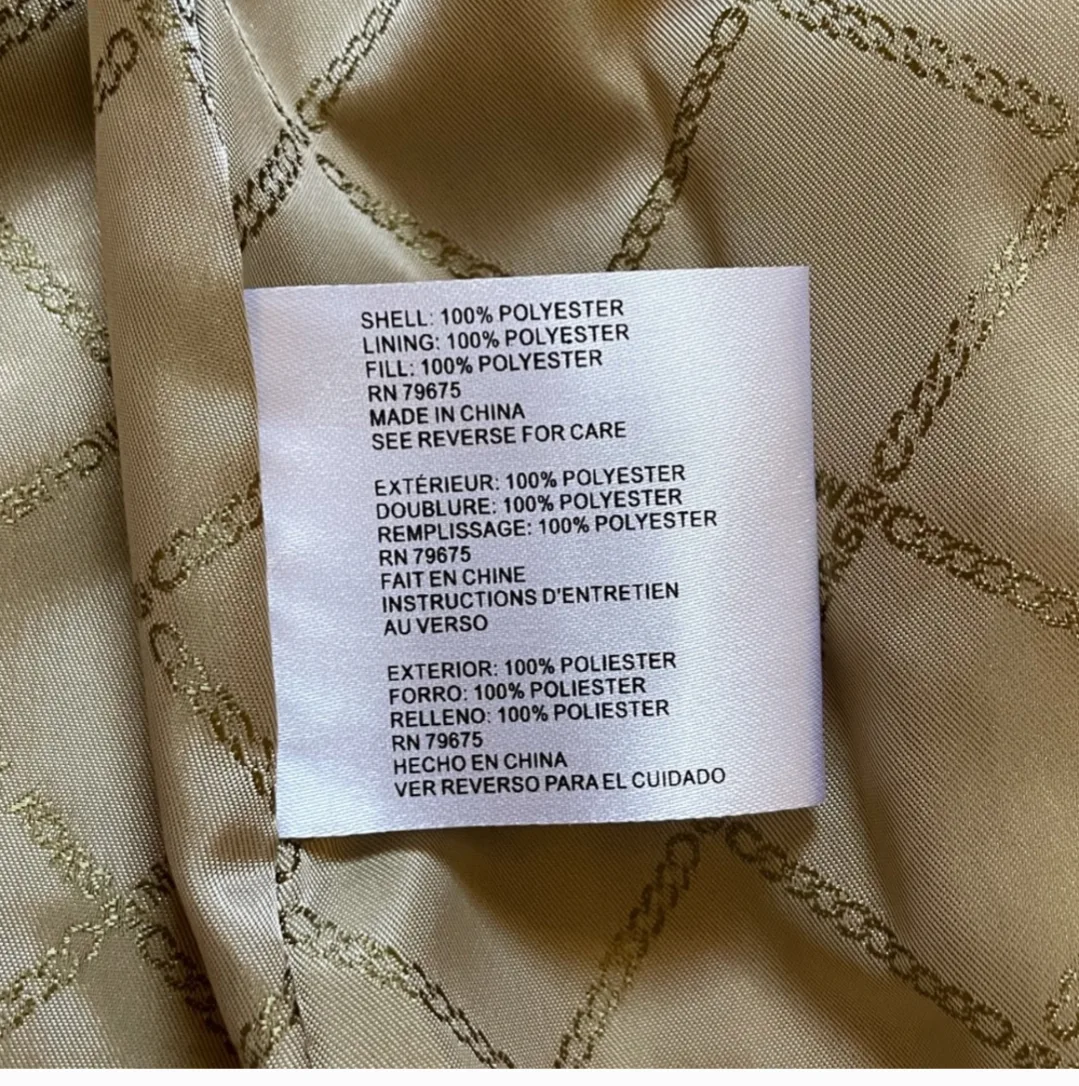 SHELL: 100% POLYESTER
LINING: 100% POLYESTER
FILL: 100% POLYESTER
RN 79675
MADE IN CHINA
SEE REVERSE FOR CARE
EXTÉRIEUR: 100% POLYESTER
DOUBLURE: 100% POLYESTER
REMPLISSAGE: 100% POLYESTER
RN 79675
FAIT EN CHINE
INSTRUCTIONS D'ENTRETIEN
AU VERSO
EXTERIOR: 100% POLIESTER
FORRO: 100% POLIESTER
RELLENO: 100% POLIESTER
RN 79675
HECHO EN CHINA
VER REVERSO PARA EL CUIDADO